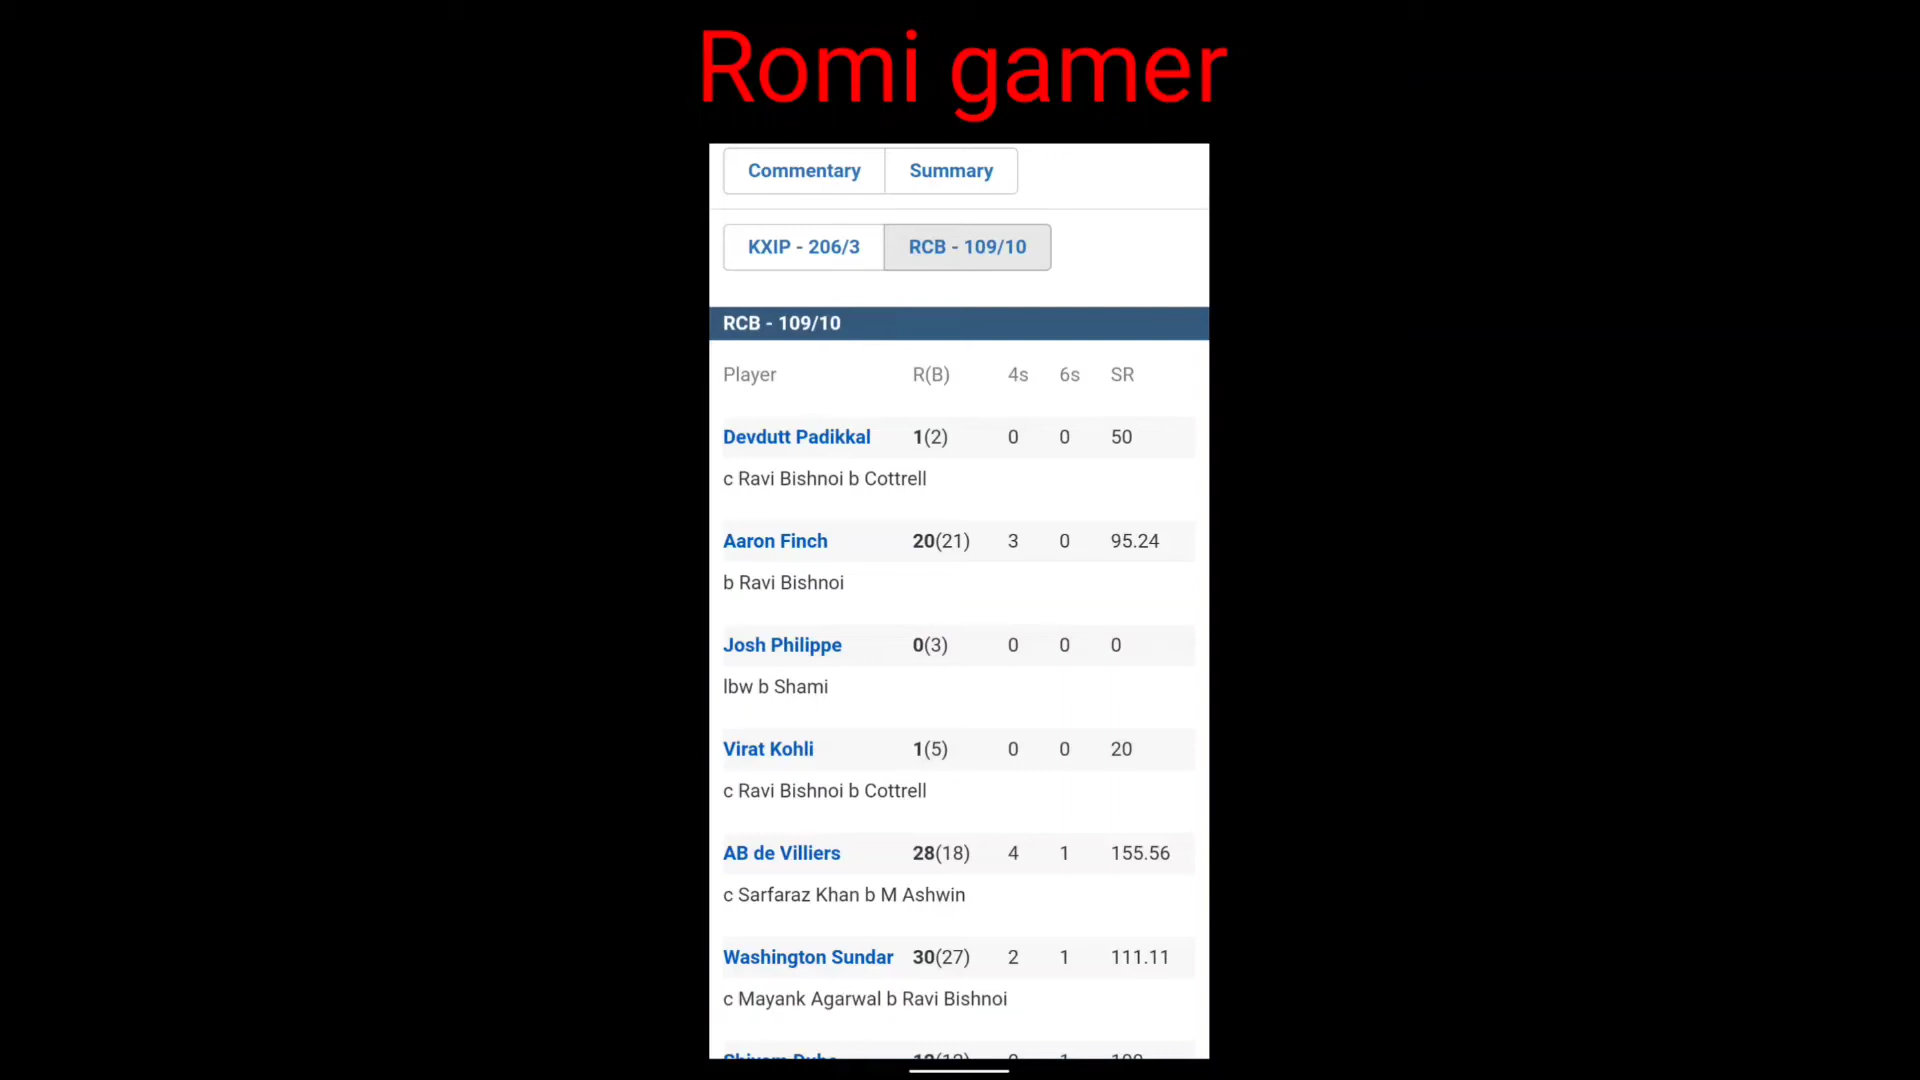 Romi gamer
Commentary Summary
KXIP - 206/3 RCB - 109/10
RCB - 109/10
Player R(B) 4s 6s SR
Devdutt Padikkal 1(2) 0 0 50
c Ravi Bishnoi b Cottrell
Aaron Finch 20(21) 3 0 95.24
b Ravi Bishnoi
Josh Philippe 0(3) 0 0 0
lbw b Shami
Virat Kohli 1(5) 0 0 20
c Ravi Bishnoi b Cottrell
AB de Villiers 28(18) 4 1 155.56
c Sarfaraz Khan b M Ashwin
Washington Sundar 30(27) 2 1 111.11
c Mayank Agarwal b Ravi Bishnoi